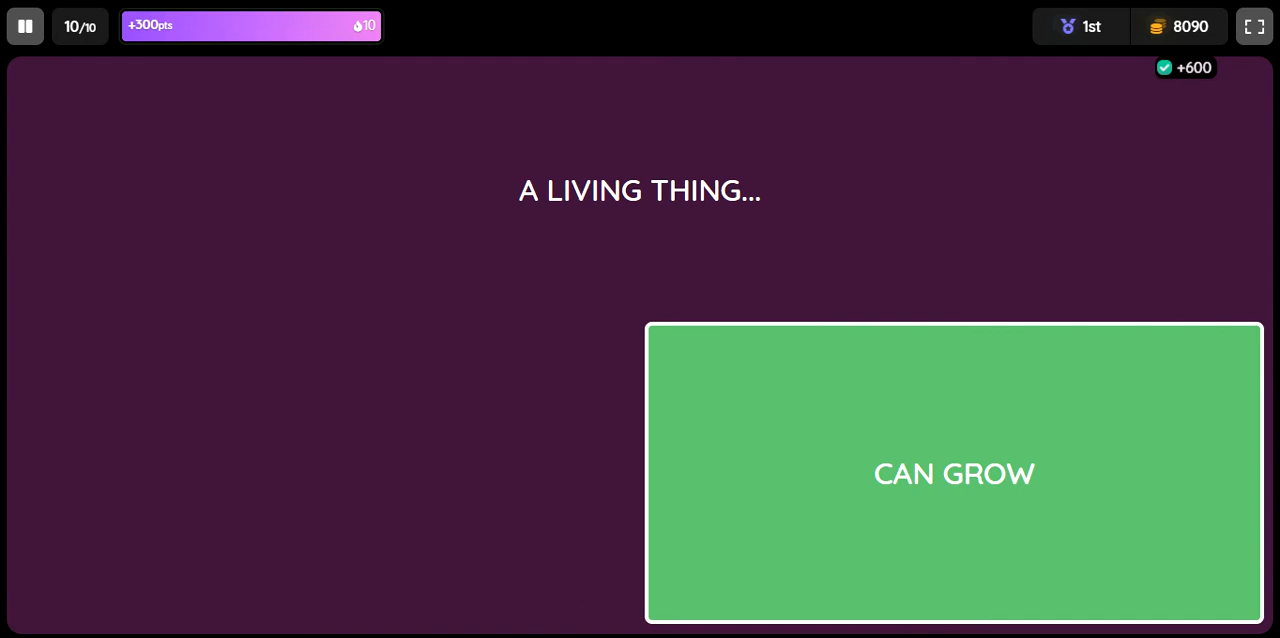 10/10
+300pts
10
1st
8090
+600
A LIVING THING...
CAN GROW